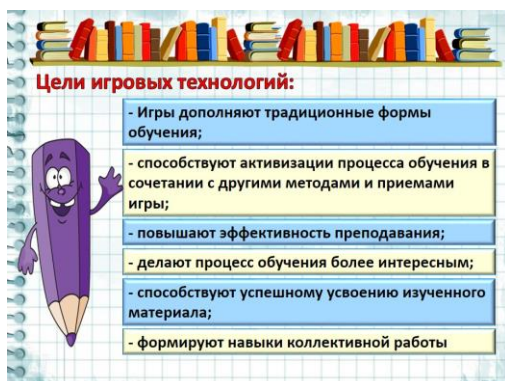 Цели игровых технологий:
- Игры дополняют традиционные формы
обучения;
- способствуют активизации процесса обучения в
сочетании с другими методами и приемами
игры;
- повышают эффективность преподавания;
- делают процесс обучения более интересным;
- способствуют успешному усвоению изученного
материала;
- формируют навыки коллективной работы